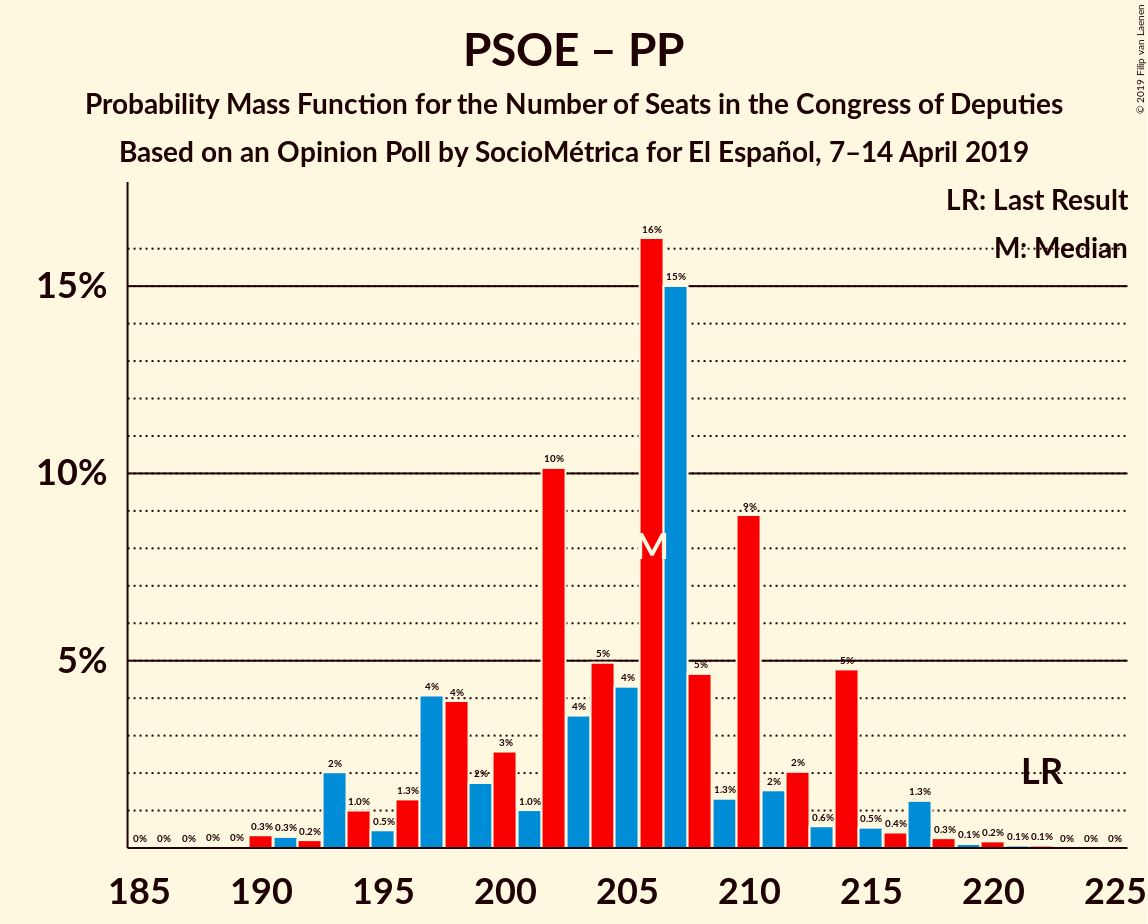 PSOE – PP
Probability Mass Function for the Number of Seats in the Congress of Deputies
Based on an Opinion Poll by SocioMétrica for El Español, 7–14 April 2019
© 2019 Filip van Laenen
LR: Last Result
M: Median
15%
10%
5%
0% 0% 0% 0% 0% 0.3% 0.3% 0.2% 2% 1.0% 0.5% 1.3% 4% 4% 2% 3% 1.0% 10% 4% 5% 4% 16% 15% 5% 1.3% 9% 2% 2% 0.6% 5% 0.5% 0.4% 1.3% 0.3% 0.1% 0.2% 0.1% 0.1% 0% 0% 0%
M
LR
185 190 195 200 205 210 215 220 225